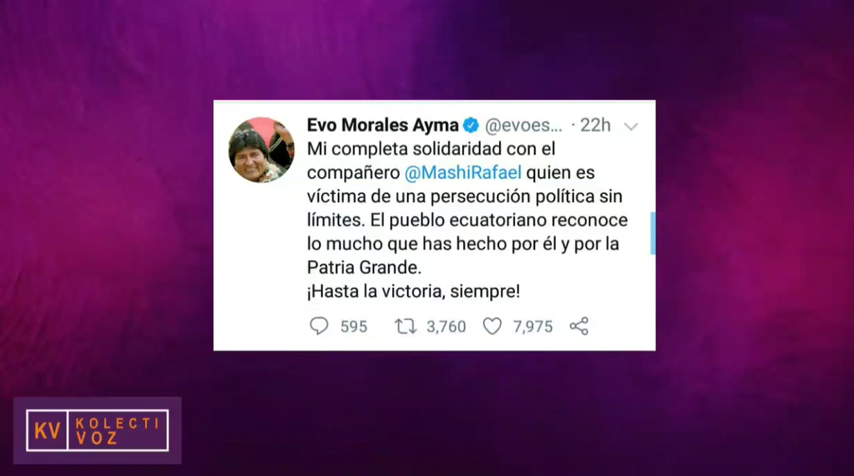 Evo Morales Ayma @evoes... · 22h
Mi completa solidaridad con el
compañero @MashiRafael quien es
víctima de una persecución política sin
límites. El pueblo ecuatoriano reconoce
lo mucho que has hecho por él y por la
Patria Grande.
¡Hasta la victoria, siempre!
595 3,760 7,975
KV KOLECTI
VOZ